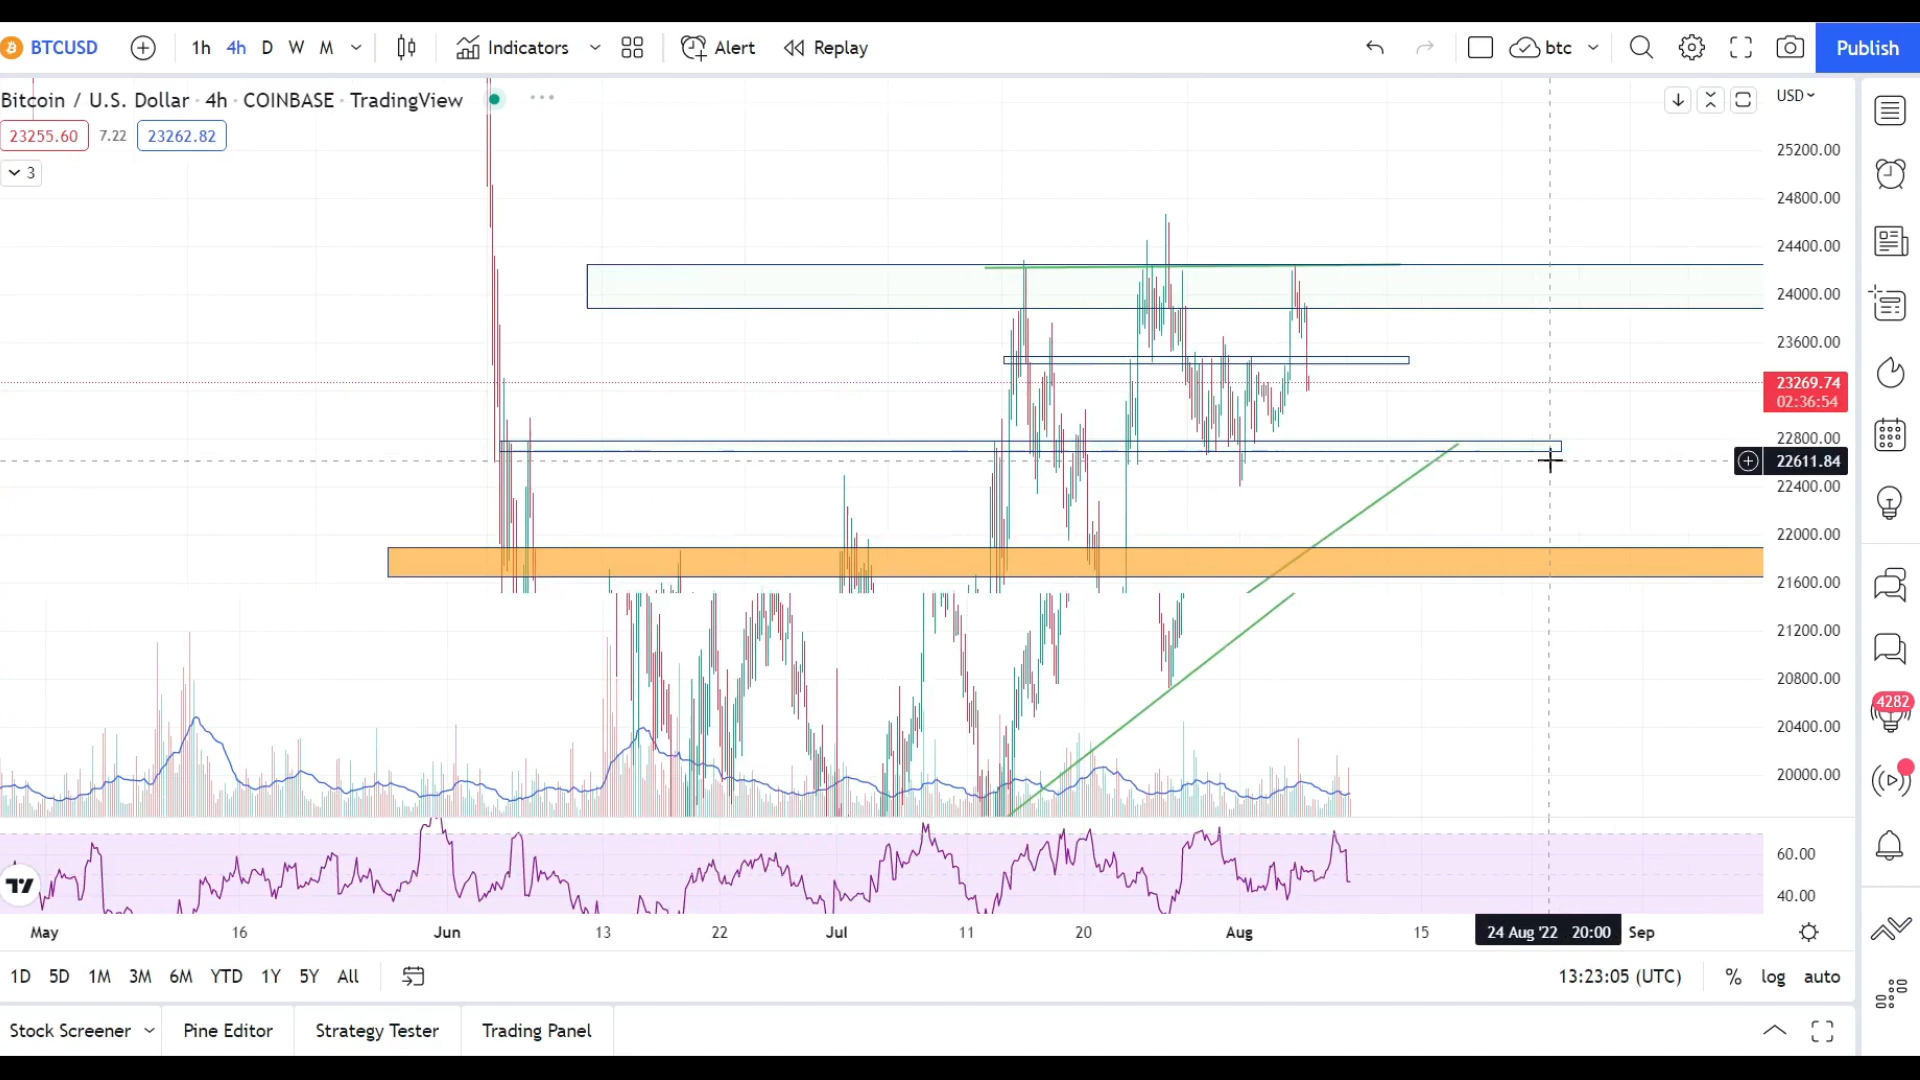 BTCUSD 1h 4h D W M Indicators Alert Replay btc Publish
Bitcoin / U.S. Dollar · 4h · COINBASE · TradingView
USD
23255.60 7.22 23262.82
3
25200.00
24800.00
24400.00
24000.00
23600.00
23269.74
02:36:54
22800.00
22611.84
22400.00
22000.00
21600.00
21200.00
20800.00
20400.00
20000.00
60.00
40.00
4282
May 16 Jun 13 22 Jul 11 20 Aug 15 24 Aug '22 20:00 Sep
1D 5D 1M 3M 6M YTD 1Y 5Y All 13:23:05 (UTC) % log auto
Stock Screener Pine Editor Strategy Tester Trading Panel